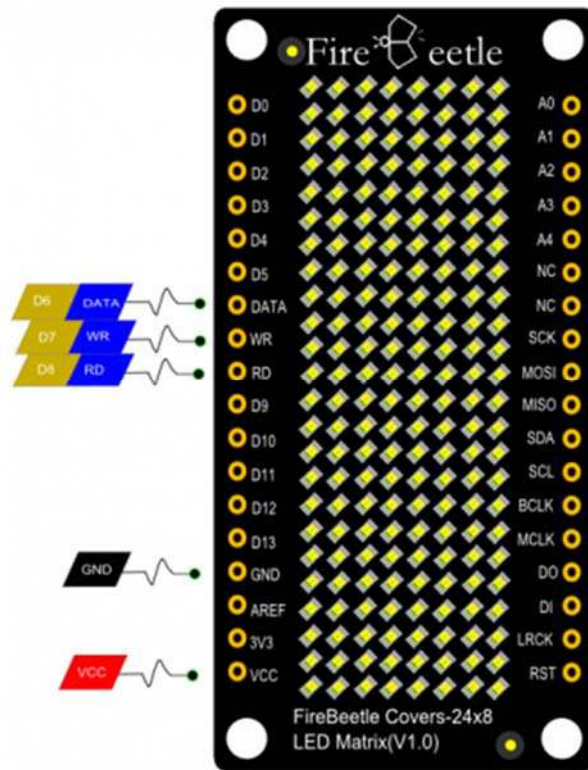 Fire eetle
D0
D1
D2
D3
D4
D5
DATA
WR
RD
D9
D10
D11
D12
D13
GND
AREF
3V3
VCC
A0
A1
A2
A3
A4
NC
NC
SCK
MOSI
MISO
SDA
SCL
BCLK
MCLK
DO
DI
LRCK
RST
D6 DATA
D7 WR
D8 RD
GND
VCC
FireBeetle Covers-24x8
LED Matrix(V1.0)